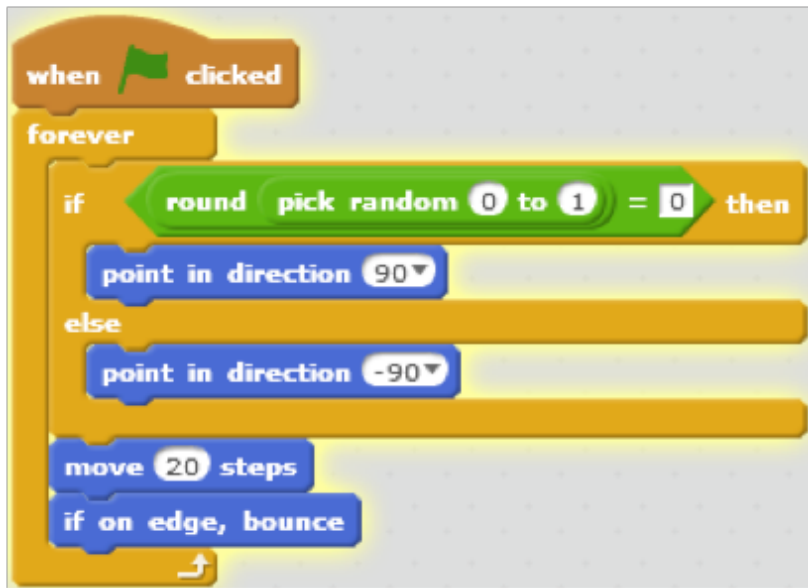 when clicked
forever
if round pick random 0 to 1 = 0 then
point in direction 90
else
point in direction -90
move 20 steps
if on edge, bounce